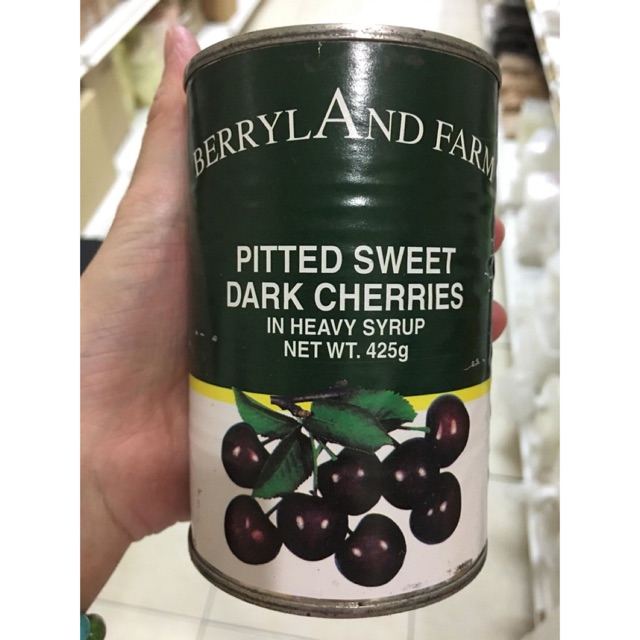 BERRYLAND FARM
PITTED SWEET
DARK CHERRIES
IN HEAVY SYRUP
NET WT. 425g